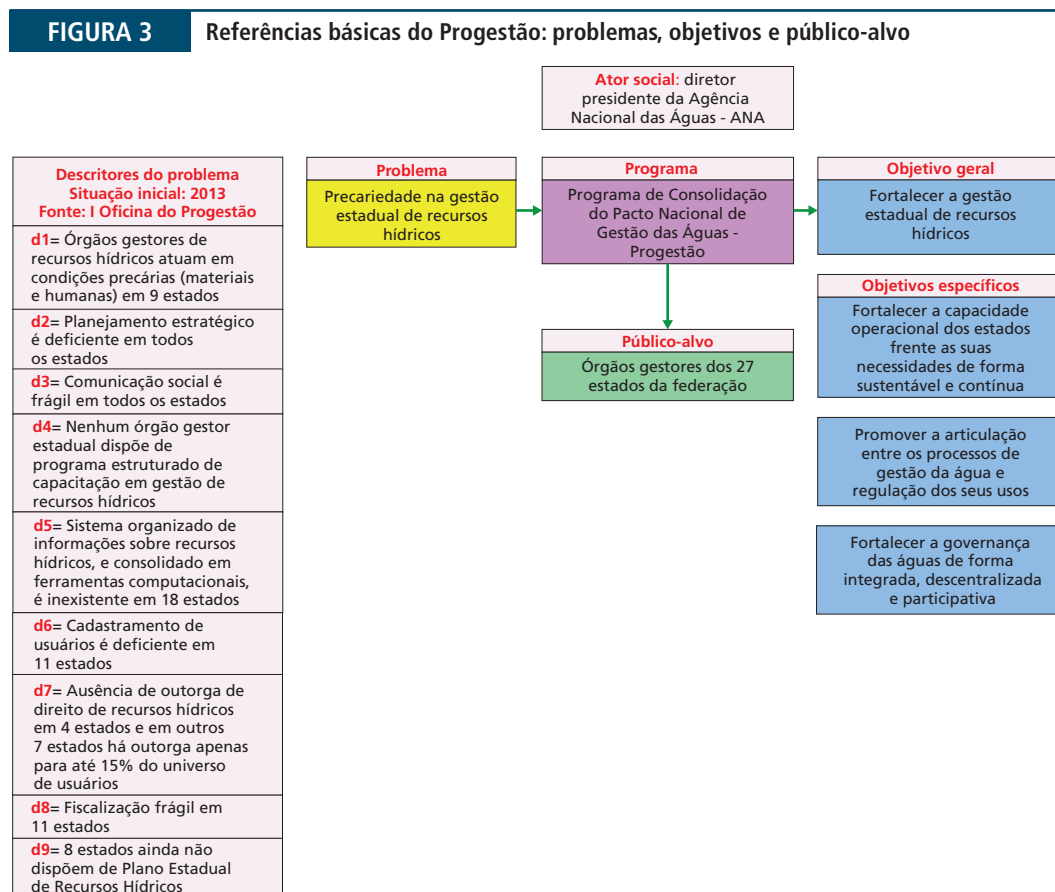 FIGURA 3
Referências básicas do Progestão: problemas, objetivos e público-alvo
Ator social: diretor
presidente da Agência
Nacional das Águas - ANA
Descritores do problema
Situação inicial: 2013
Fonte: I Oficina do Progestão
d1= Órgãos gestores de
recursos hídricos atuam em
condições precárias (materiais
e humanas) em 9 estados
d2= Planejamento estratégico
é deficiente em todos
os estados
d3= Comunicação social é
frágil em todos os estados
d4= Nenhum órgão gestor
estadual dispõe de
programa estruturado de
capacitação em gestão de
recursos hídricos
d5= Sistema organizado de
informações sobre recursos
hídricos, e consolidado em
ferramentas computacionais,
é inexistente em 18 estados
d6= Cadastramento de
usuários é deficiente em
11 estados
d7= Ausência de outorga de
direito de recursos hídricos
em 4 estados e em outros
7 estados há outorga apenas
para até 15% do universo
de usuários
d8= Fiscalização frágil em
11 estados
d9= 8 estados ainda não
dispõem de Plano Estadual
de Recursos Hídricos
Problema
Precariedade na gestão
estadual de recursos
hídricos
Programa
Programa de Consolidação
do Pacto Nacional de
Gestão das Águas -
Progestão
Público-alvo
Órgãos gestores dos 27
estados da federação
Objetivo geral
Fortalecer a gestão
estadual de recursos
hídricos
Objetivos específicos
Fortalecer a capacidade
operacional dos estados
frente as suas
necessidades de forma
sustentável e contínua
Promover a articulação
entre os processos de
gestão da água e
regulação dos seus usos
Fortalecer a governança
das águas de forma
integrada, descentralizada
e participativa